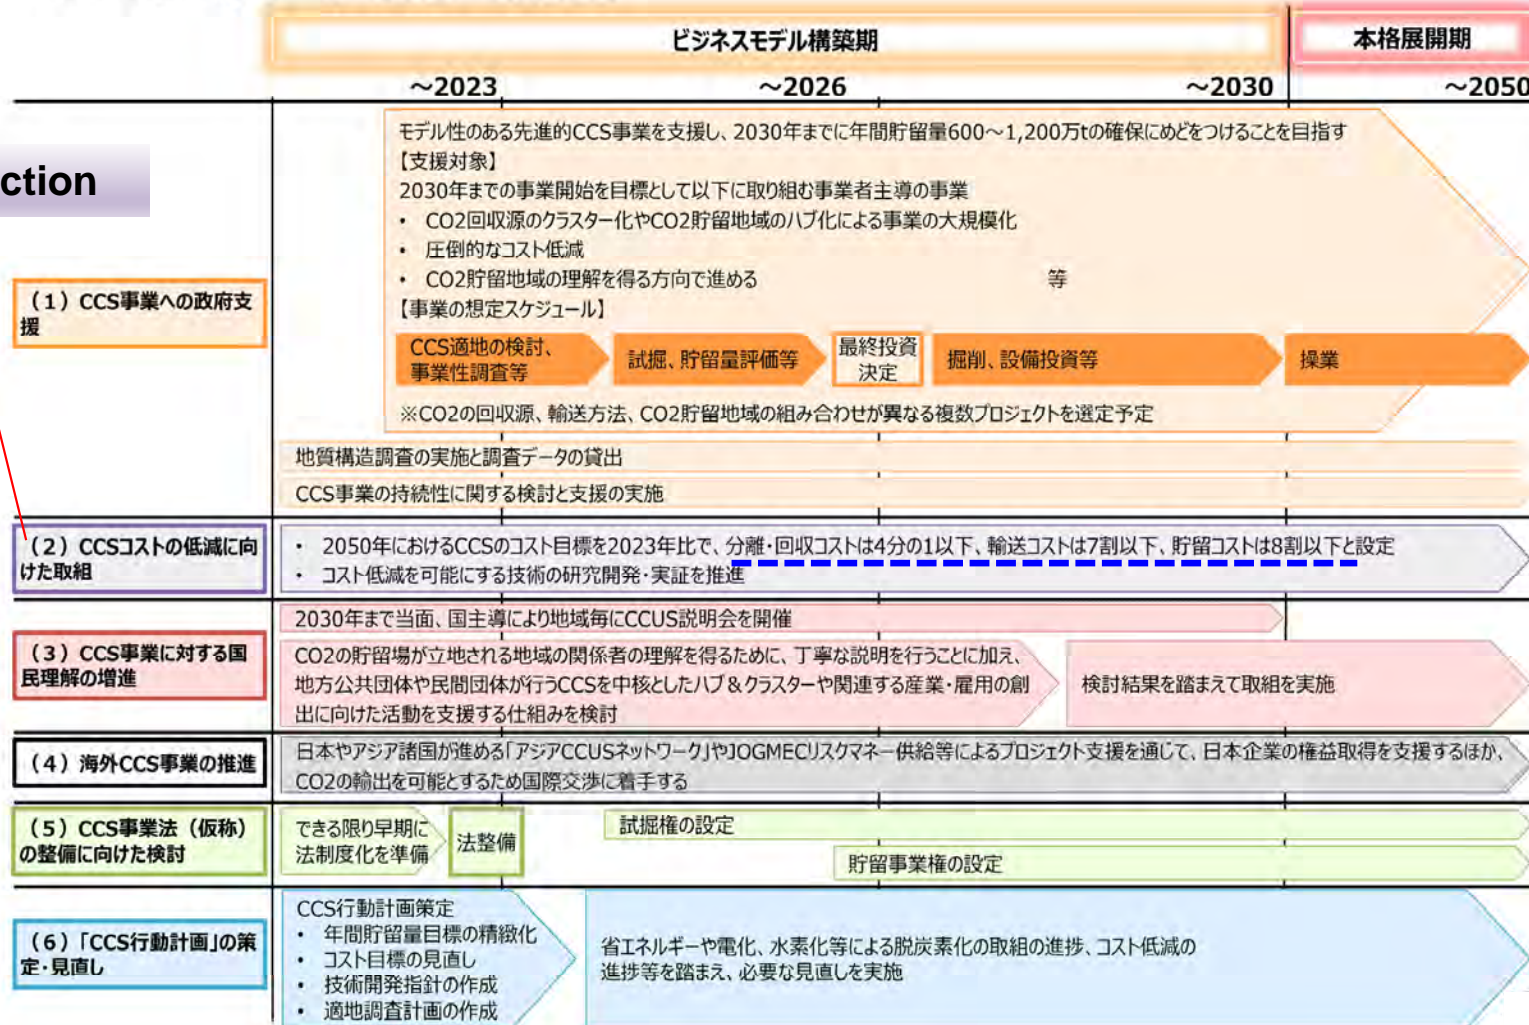 ビジネスモデル構築期
本格展開期
～2023
～2026
～2030
～2050
ction
（1）CCS事業への政府支
援
モデル性のある先進的CCS事業を支援し、2030年までに年間貯留量600～1,200万tの確保にめどをつけることを目指す
【支援対象】
2030年までの事業開始を目標として以下に取り組む事業者主導の事業
・ CO2回収源のクラスター化やCO2貯留地域のハブ化による事業の大規模化
・ 圧倒的なコスト低減
・ CO2貯留地域の理解を得る方向で進める 等
【事業の想定スケジュール】
CCS適地の検討、
事業性調査等
試掘、貯留量評価等
最終投資
決定
掘削、設備投資等
操業
※CO2の回収源、輸送方法、CO2貯留地域の組み合わせが異なる複数プロジェクトを選定予定
地質構造調査の実施と調査データの貸出
CCS事業の持続性に関する検討と支援の実施
（2）CCSコストの低減に向
けた取組
・ 2050年におけるCCSのコスト目標を2023年比で、分離・回収コストは4分の1以下、輸送コストは7割以下、貯留コストは8割以下と設定
・ コスト低減を可能にする技術の研究開発・実証を推進
（3）CCS事業に対する国
民理解の増進
2030年まで当面、国主導により地域毎にCCUS説明会を開催
CO2の貯留場が立地される地域の関係者の理解を得るために、丁寧な説明を行うことに加え、
地方公共団体や民間団体が行うCCSを中核としたハブ＆クラスターや関連する産業・雇用の創
出に向けた活動を支援する仕組みを検討
検討結果を踏まえて取組を実施
（4）海外CCS事業の推進
日本やアジア諸国が進める「アジアCCUSネットワーク」やJOGMECリスクマネー供給等によるプロジェクト支援を通じて、日本企業の権益取得を支援するほか、
CO2の輸出を可能とするため国際交渉に着手する
（5）CCS事業法（仮称）
の整備に向けた検討
できる限り早期に
法制度化を準備
法整備
試掘権の設定
貯留事業権の設定
（6）「CCS行動計画」の策
定・見直し
CCS行動計画策定
・ 年間貯留量目標の精緻化
・ コスト目標の見直し
・ 技術開発指針の作成
・ 適地調査計画の作成
省エネルギーや電化、水素化等による脱炭素化の取組の進捗、コスト低減の
進捗等を踏まえ、必要な見直しを実施